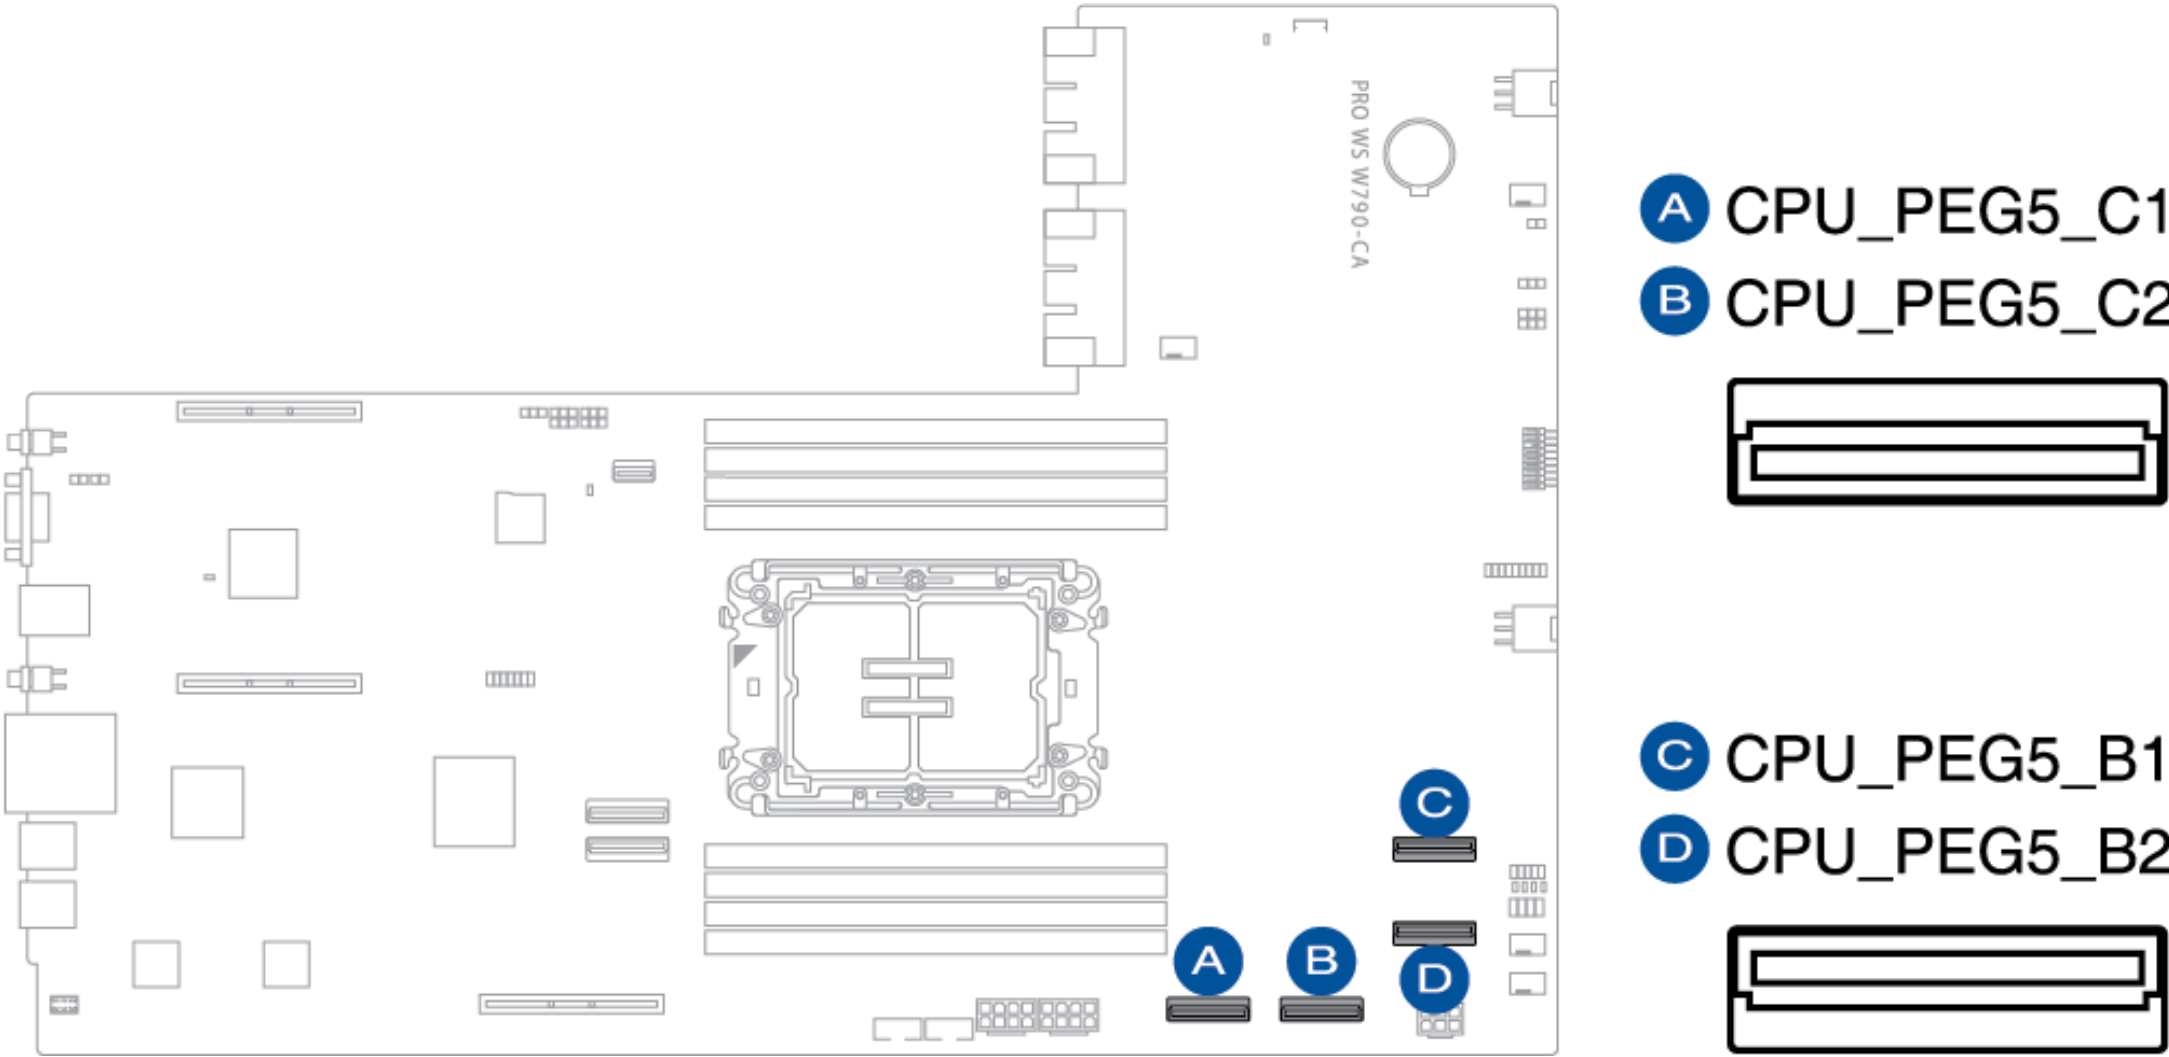 PRO WS W790-CA
A CPU_PEG5_C1
B CPU_PEG5_C2
C CPU_PEG5_B1
D CPU_PEG5_B2
C
A
B
D